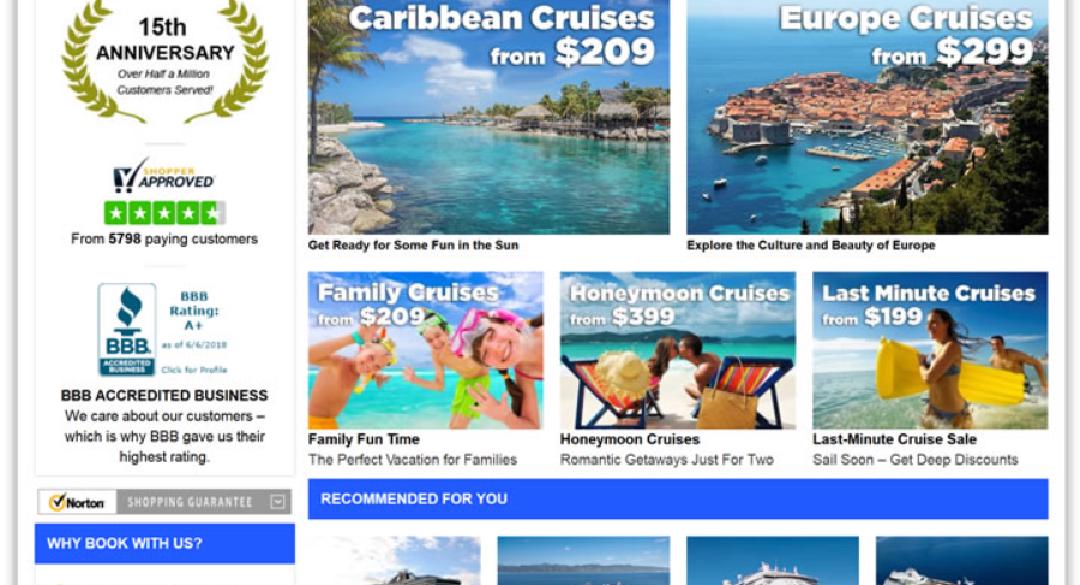 15th
ANNIVERSARY
Over Half a Million
Customers Served!
SHOPPER
APPROVED
From 5798 paying customers
BBB
Rating:
A+
as of 6/6/2018
Click for Profile
BBB
ACCREDITED
BUSINESS
BBB ACCREDITED BUSINESS
We care about our customers –
which is why BBB gave us their
highest rating.
Norton SHOPPING GUARANTEE
WHY BOOK WITH US?
Caribbean Cruises
from $209
Get Ready for Some Fun in the Sun
Europe Cruises
from $299
Explore the Culture and Beauty of Europe
Family Cruises
from $209
Family Fun Time
The Perfect Vacation for Families
Honeymoon Cruises
from $399
Honeymoon Cruises
Romantic Getaways Just For Two
Last Minute Cruises
from $199
Last-Minute Cruise Sale
Sail Soon – Get Deep Discounts
RECOMMENDED FOR YOU